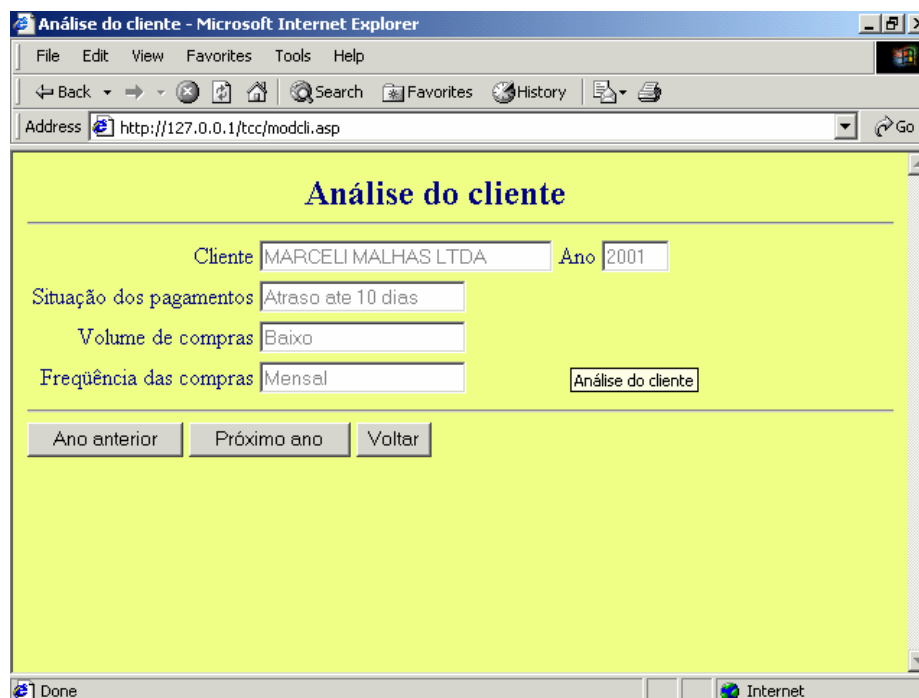 Análise do cliente - Microsoft Internet Explorer
File Edit View Favorites Tools Help
Back Search Favorites History
Address http://127.0.0.1/tcc/modcli.asp Go
Análise do cliente
Cliente MARCELI MALHAS LTDA Ano 2001
Situação dos pagamentos Atraso ate 10 dias
Volume de compras Baixo
Freqüência das compras Mensal Análise do cliente
Ano anterior Próximo ano Voltar
Done Internet